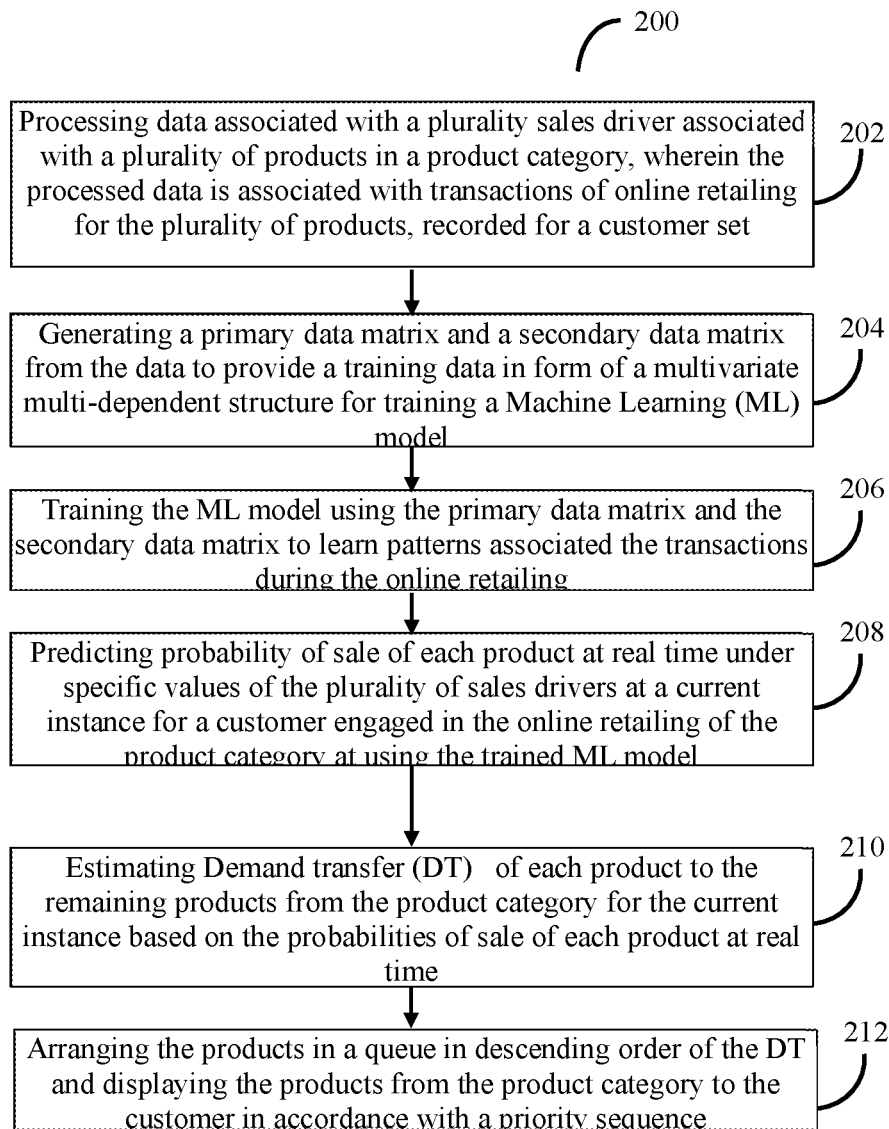 200
Processing data associated with a plurality sales driver associated
with a plurality of products in a product category, wherein the
processed data is associated with transactions of online retailing
for the plurality of products, recorded for a customer set
202
Generating a primary data matrix and a secondary data matrix
from the data to provide a training data in form of a multivariate
multi-dependent structure for training a Machine Learning (ML)
model
204
Training the ML model using the primary data matrix and the
secondary data matrix to learn patterns associated the transactions
during the online retailing
206
Predicting probability of sale of each product at real time under
specific values of the plurality of sales drivers at a current
instance for a customer engaged in the online retailing of the
product category at using the trained ML model
208
Estimating Demand transfer (DT) of each product to the
remaining products from the product category for the current
instance based on the probabilities of sale of each product at real
time
210
Arranging the products in a queue in descending order of the DT
and displaying the products from the product category to the
customer in accordance with a priority sequence
212